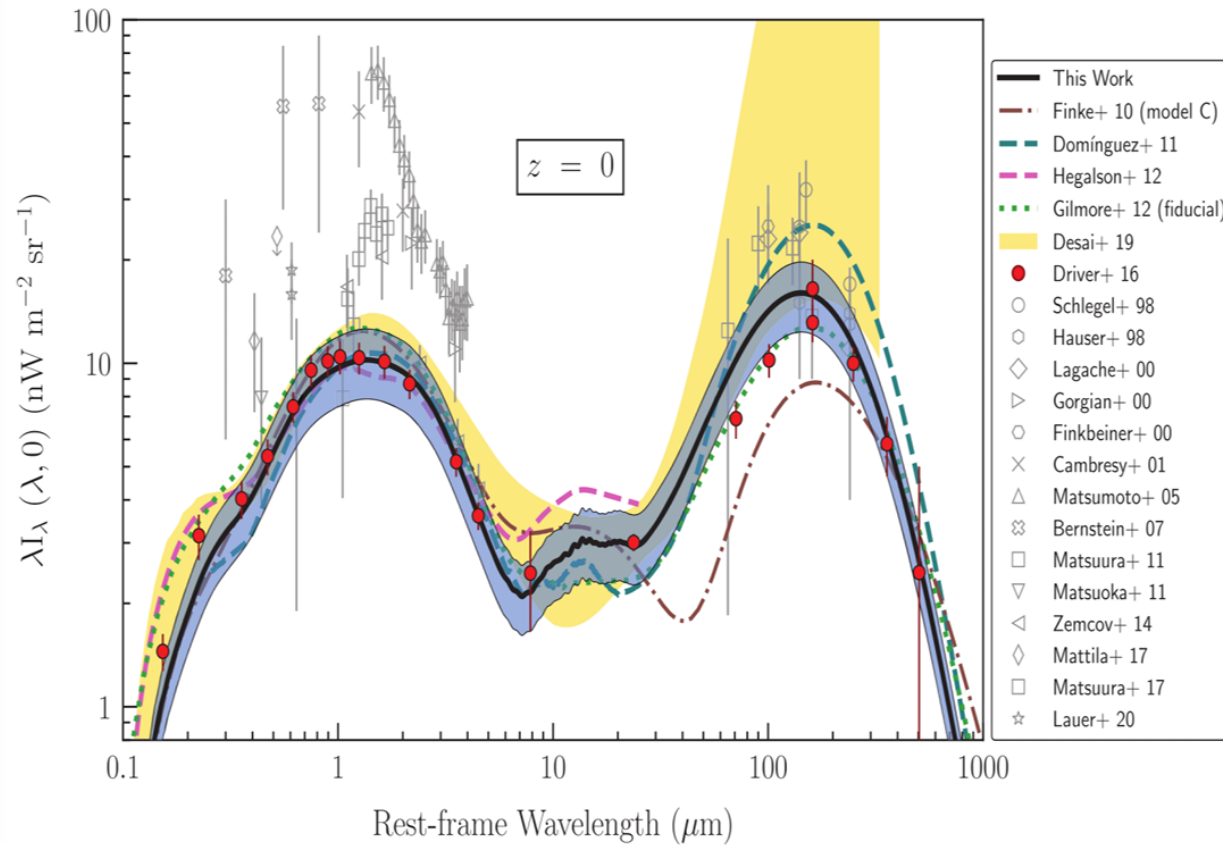 100
10
1
λI_λ (λ, 0) (nW m⁻² sr⁻¹)
z = 0
0.1
1
10
100
1000
Rest-frame Wavelength (μm)
This Work
Finke+ 10 (model C)
Domínguez+ 11
Hegalson+ 12
Gilmore+ 12 (fiducial)
Desai+ 19
Driver+ 16
Schlegel+ 98
Hauser+ 98
Lagache+ 00
Gorgian+ 00
Finkbeiner+ 00
Cambresy+ 01
Matsumoto+ 05
Bernstein+ 07
Matsuura+ 11
Matsuoka+ 11
Zemcov+ 14
Mattila+ 17
Matsuura+ 17
Lauer+ 20